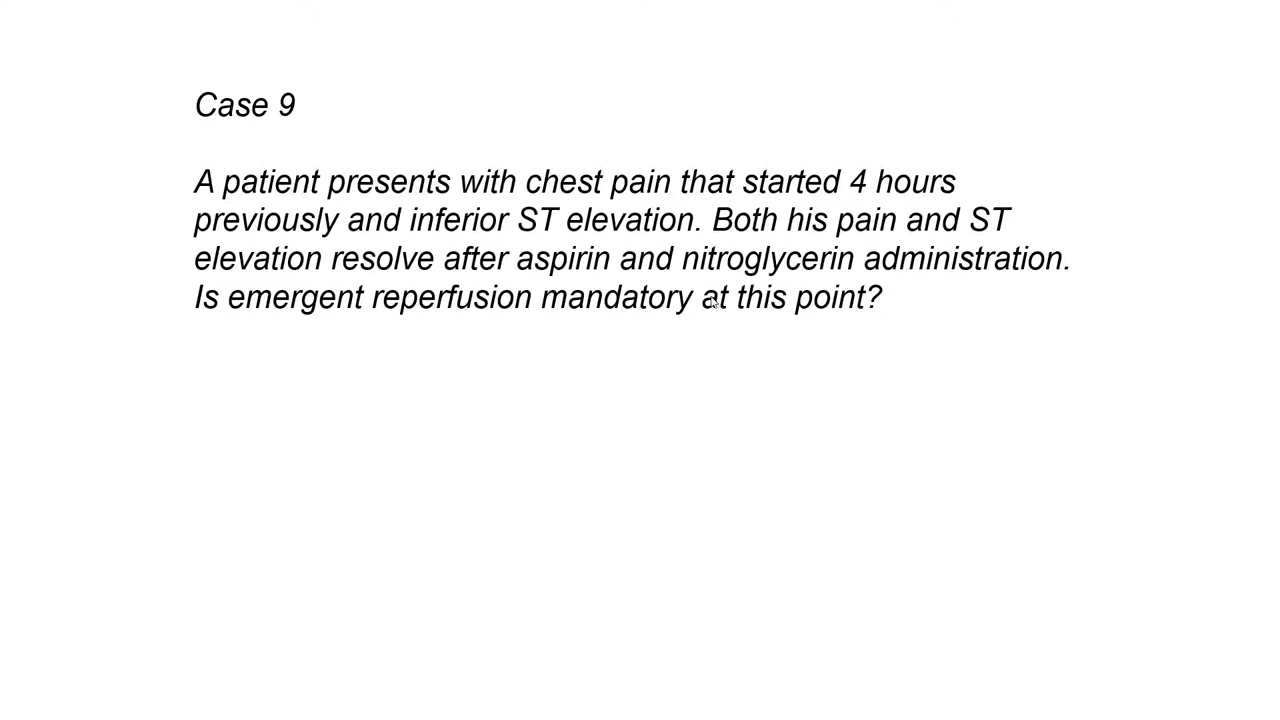 Case 9
A patient presents with chest pain that started 4 hours
previously and inferior ST elevation. Both his pain and ST
elevation resolve after aspirin and nitroglycerin administration.
Is emergent reperfusion mandatory at this point?